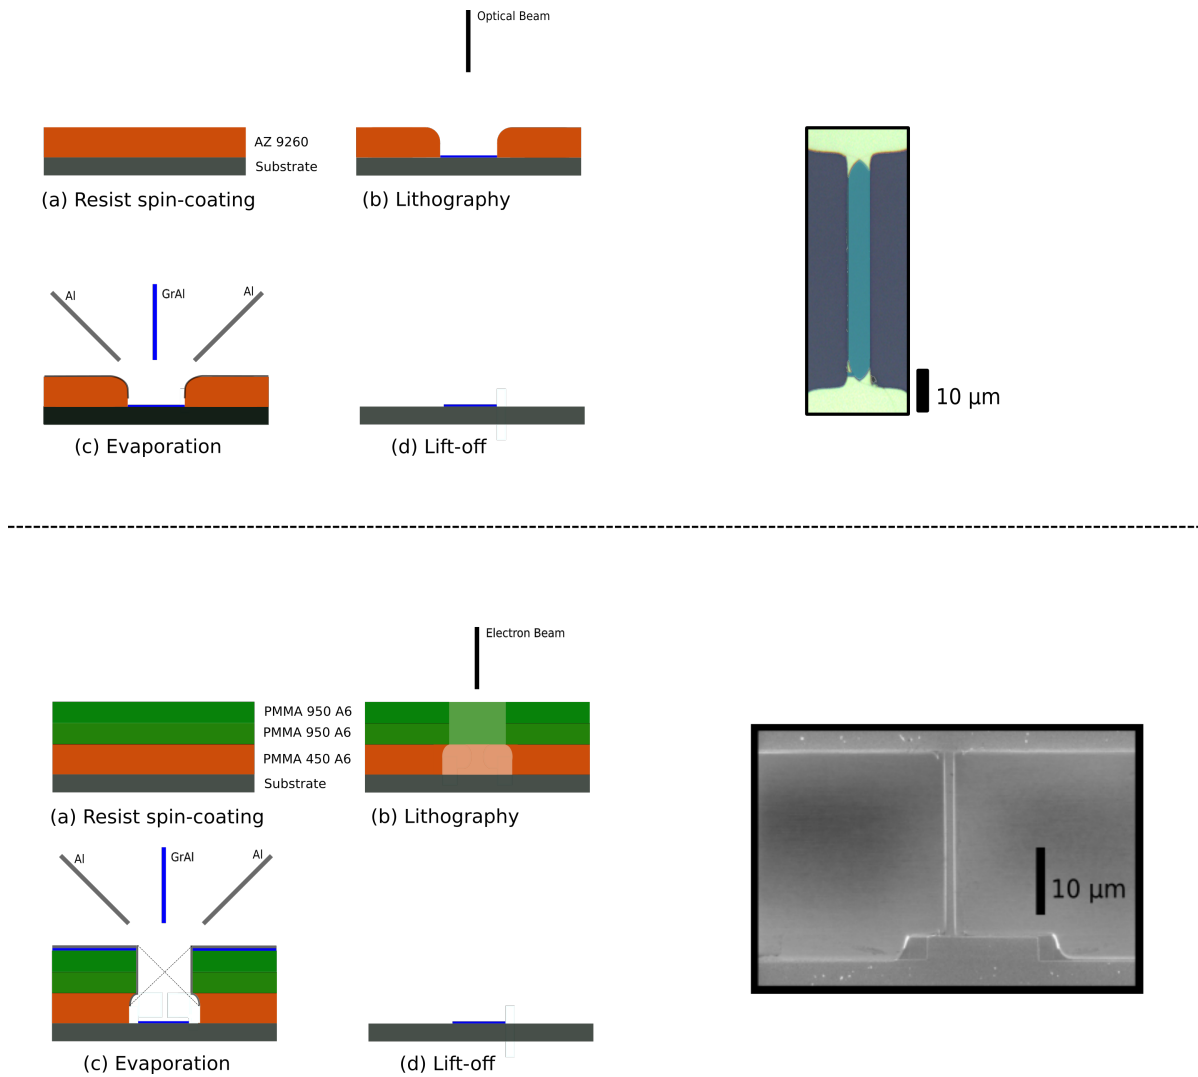 Optical Beam
AZ 9260
Substrate
(a) Resist spin-coating
(b) Lithography
Al
GrAl
Al
(c) Evaporation
(d) Lift-off
10 μm
Electron Beam
PMMA 950 A6
PMMA 950 A6
PMMA 450 A6
Substrate
(a) Resist spin-coating
(b) Lithography
Al
GrAl
Al
(c) Evaporation
(d) Lift-off
10 μm